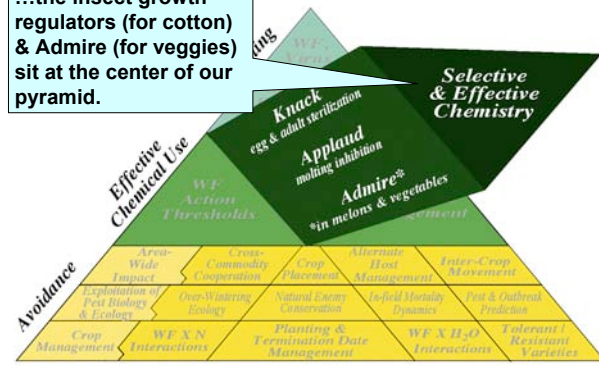 …the insect growth
regulators (for cotton)
& Admire (for veggies)
sit at the center of our
pyramid.
WF,
Selective
& Effective
Chemistry
Knack
egg & adult sterilization
Applaud
molting inhibition
Admire*
*in melons & vegetables
Effective
Chemical Use
WF
Action
Thresholds
Avoidance
Area-
Wide
Impact
Cross-
Commodity
Cooperation
Crop
Placement
Alternate
Host
Management
Inter-Crop
Movement
Exploitation of
Pest Biology
& Ecology
Over-Wintering
Ecology
Natural Enemy
Conservation
In-field Mortality
Dynamics
Pest & Outbreak
Prediction
Crop
Management
WF X N
Interactions
Planting &
Termination Date
Management
WF X H₂O
Interactions
Tolerant /
Resistant
Varieties